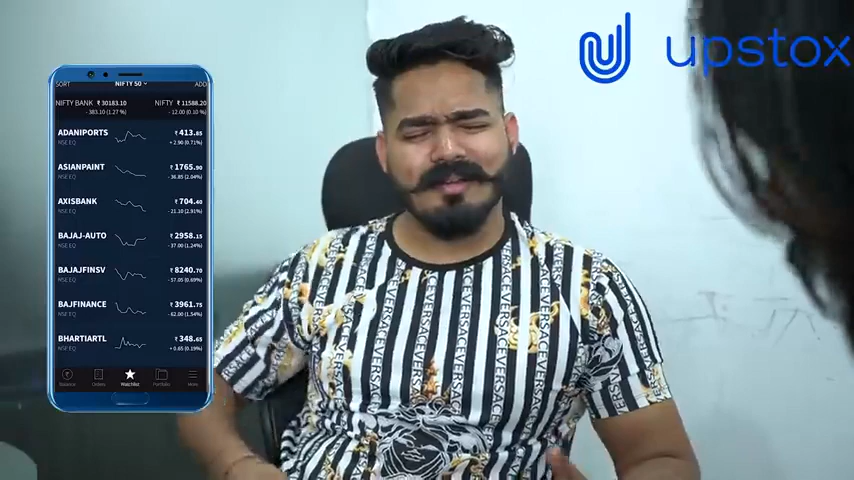 upstox
SORT NIFTY 50 ADD
NIFTY BANK ₹ 30183.10 NIFTY ₹ 11588.20
- 383.10 (1.27 %) - 12.00 (0.10 %)
ADANIPORTS ₹ 413.85
NSE EQ + 2.90 (0.71%)
ASIANPAINT ₹ 1765.90
NSE EQ - 36.85 (2.04%)
AXISBANK ₹ 704.40
NSE EQ - 21.10 (2.91%)
BAJAJ-AUTO ₹ 2958.15
NSE EQ - 37.00 (1.24%)
BAJAJFINSV ₹ 8240.70
NSE EQ - 57.05 (0.69%)
BAJFINANCE ₹ 3961.75
NSE EQ - 62.00 (1.54%)
BHARTIARTL ₹ 348.65
NSE EQ + 0.65 (0.19%)
Balance Orders Watchlist Portfolio More
VERSACE VERSACE VERSACE